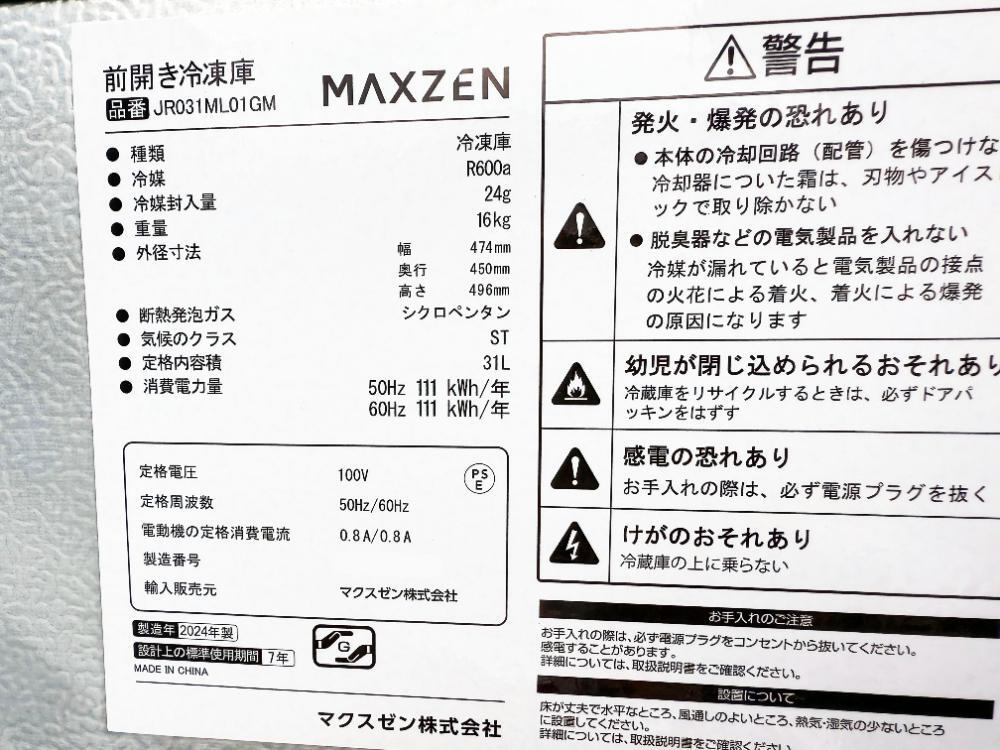 前開き冷凍庫
品番 JR031ML01GM
MAXZEN
● 種類 冷凍庫
● 冷媒 R600a
● 冷媒封入量 24g
● 重量 16kg
● 外径寸法 幅 474mm
奥行 450mm
高さ 496mm
● 断熱発泡ガス シクロペンタン
● 気候のクラス ST
● 定格内容積 31L
● 消費電力量 50Hz 111 kWh/年
60Hz 111 kWh/年
定格電圧 100V
PS
E
定格周波数 50Hz/60Hz
電動機の定格消費電流 0.8A/0.8A
製造番号
輸入販売元 マクスゼン株式会社
製造年 2024年製
設計上の標準使用期間 7年
G
MADE IN CHINA
マクスゼン株式会社
警告
発火・爆発の恐れあり
● 本体の冷却回路（配管）を傷つけな
冷却器についた霜は、刃物やアイス
ックで取り除かない
● 脱臭器などの電気製品を入れない
冷媒が漏れていると電気製品の接点
の火花による着火、着火による爆発
の原因になります
幼児が閉じ込められるおそれあり
冷蔵庫をリサイクルするときは、必ずドアパ
ッキンをはずす
感電の恐れあり
お手入れの際は、必ず電源プラグを抜く
けがのおそれあり
冷蔵庫の上に乗らない
お手入れのご注意
お手入れの際は、必ず電源プラグをコンセントから抜いてください。
感電することがあります。
詳細については、取扱説明書をご確認ください。
設置について
床が丈夫で水平なところ、風通しのよいところ、熱気・湿気の少ないところ
に設置してください。
詳細については、取扱説明書をご確認ください。